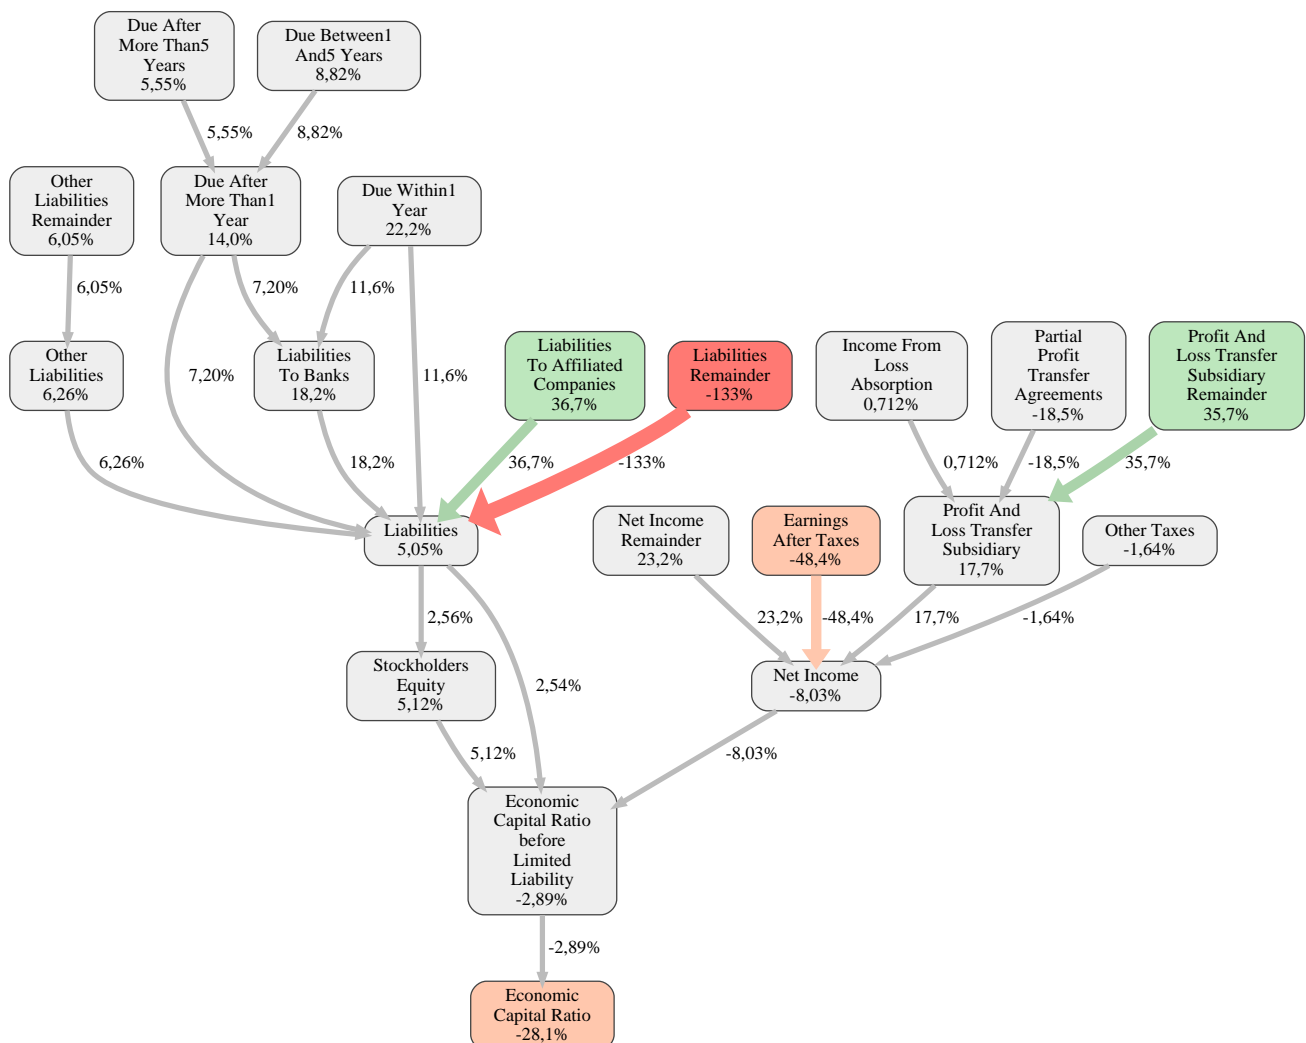 Due After
More Than5
Years
5,55%
Due Between1
And5 Years
8,82%
5,55%
8,82%
Other
Liabilities
Remainder
6,05%
Due After
More Than1
Year
14,0%
Due Within1
Year
22,2%
6,05%
7,20%
11,6%
Other
Liabilities
6,26%
7,20%
Liabilities
To Banks
18,2%
11,6%
Liabilities
To Affiliated
Companies
36,7%
Liabilities
Remainder
-133%
Income From
Loss
Absorption
0,712%
Partial
Profit
Transfer
Agreements
-18,5%
Profit And
Loss Transfer
Subsidiary
Remainder
35,7%
6,26%
18,2%
36,7%
-133%
0,712%
-18,5%
35,7%
Liabilities
5,05%
Net Income
Remainder
23,2%
Earnings
After Taxes
-48,4%
Profit And
Loss Transfer
Subsidiary
17,7%
Other Taxes
-1,64%
2,56%
23,2%
-48,4%
17,7%
-1,64%
Stockholders
Equity
5,12%
2,54%
Net Income
-8,03%
5,12%
-8,03%
Economic
Capital Ratio
before
Limited
Liability
-2,89%
-2,89%
Economic
Capital Ratio
-28,1%